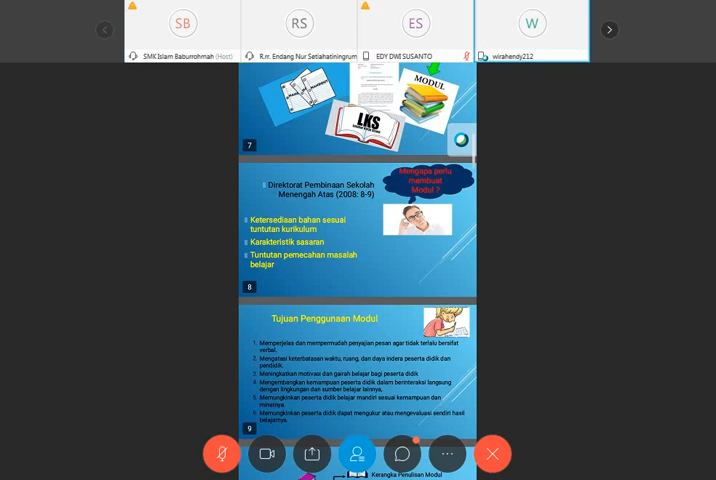 SB
RS
ES
W
SMK Islam Baburrohmah (Host)
R.rr. Endang Nur Setiahatiningrum
EDY DWI SUSANTO
wirahendy212
MODUL
LKS
7
Direktorat Pembinaan Sekolah
Menengah Atas (2008: 8-9)
Mengapa perlu
membuat
Modul ?
Ketersediaan bahan sesuai
tuntutan kurikulum
Karakteristik sasaran
Tuntutan pemecahan masalah
belajar
8
Tujuan Penggunaan Modul
1. Memperjelas dan mempermudah penyajian pesan agar tidak terlalu bersifat
verbal.
2. Mengatasi keterbatasan waktu, ruang, dan daya indera peserta didik dan
pendidik.
3. Meningkatkan motivasi dan gairah belajar bagi peserta didik
4. Mengembangkan kemampuan peserta didik dalam berinteraksi langsung
dengan lingkungan dan sumber belajar lainnya,
5. Memungkinkan peserta didik belajar mandiri sesuai kemampuan dan
minatnya.
6. Memungkinkan peserta didik dapat mengukur atau mengevaluasi sendiri hasil
belajarnya.
9
Kerangka Penulisan Modul